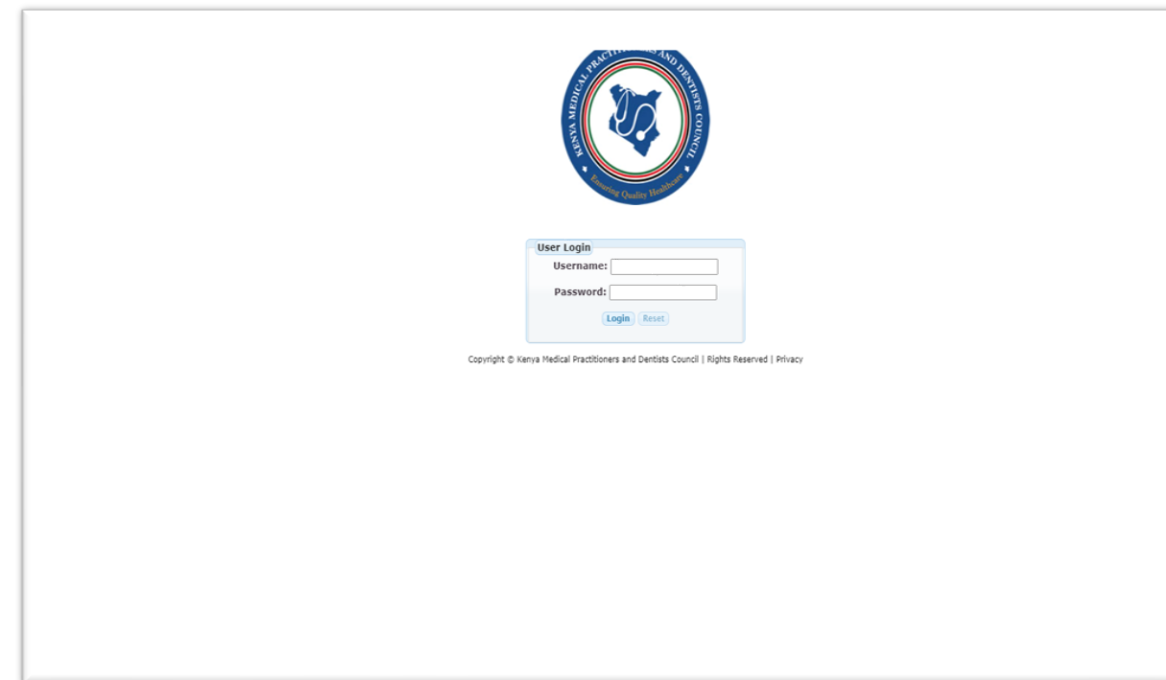 KENYA MEDICAL PRACTITIONERS AND DENTISTS COUNCIL
Ensuring Quality Healthcare
User Login
Username:
Password:
Login Reset
Copyright © Kenya Medical Practitioners and Dentists Council | Rights Reserved | Privacy